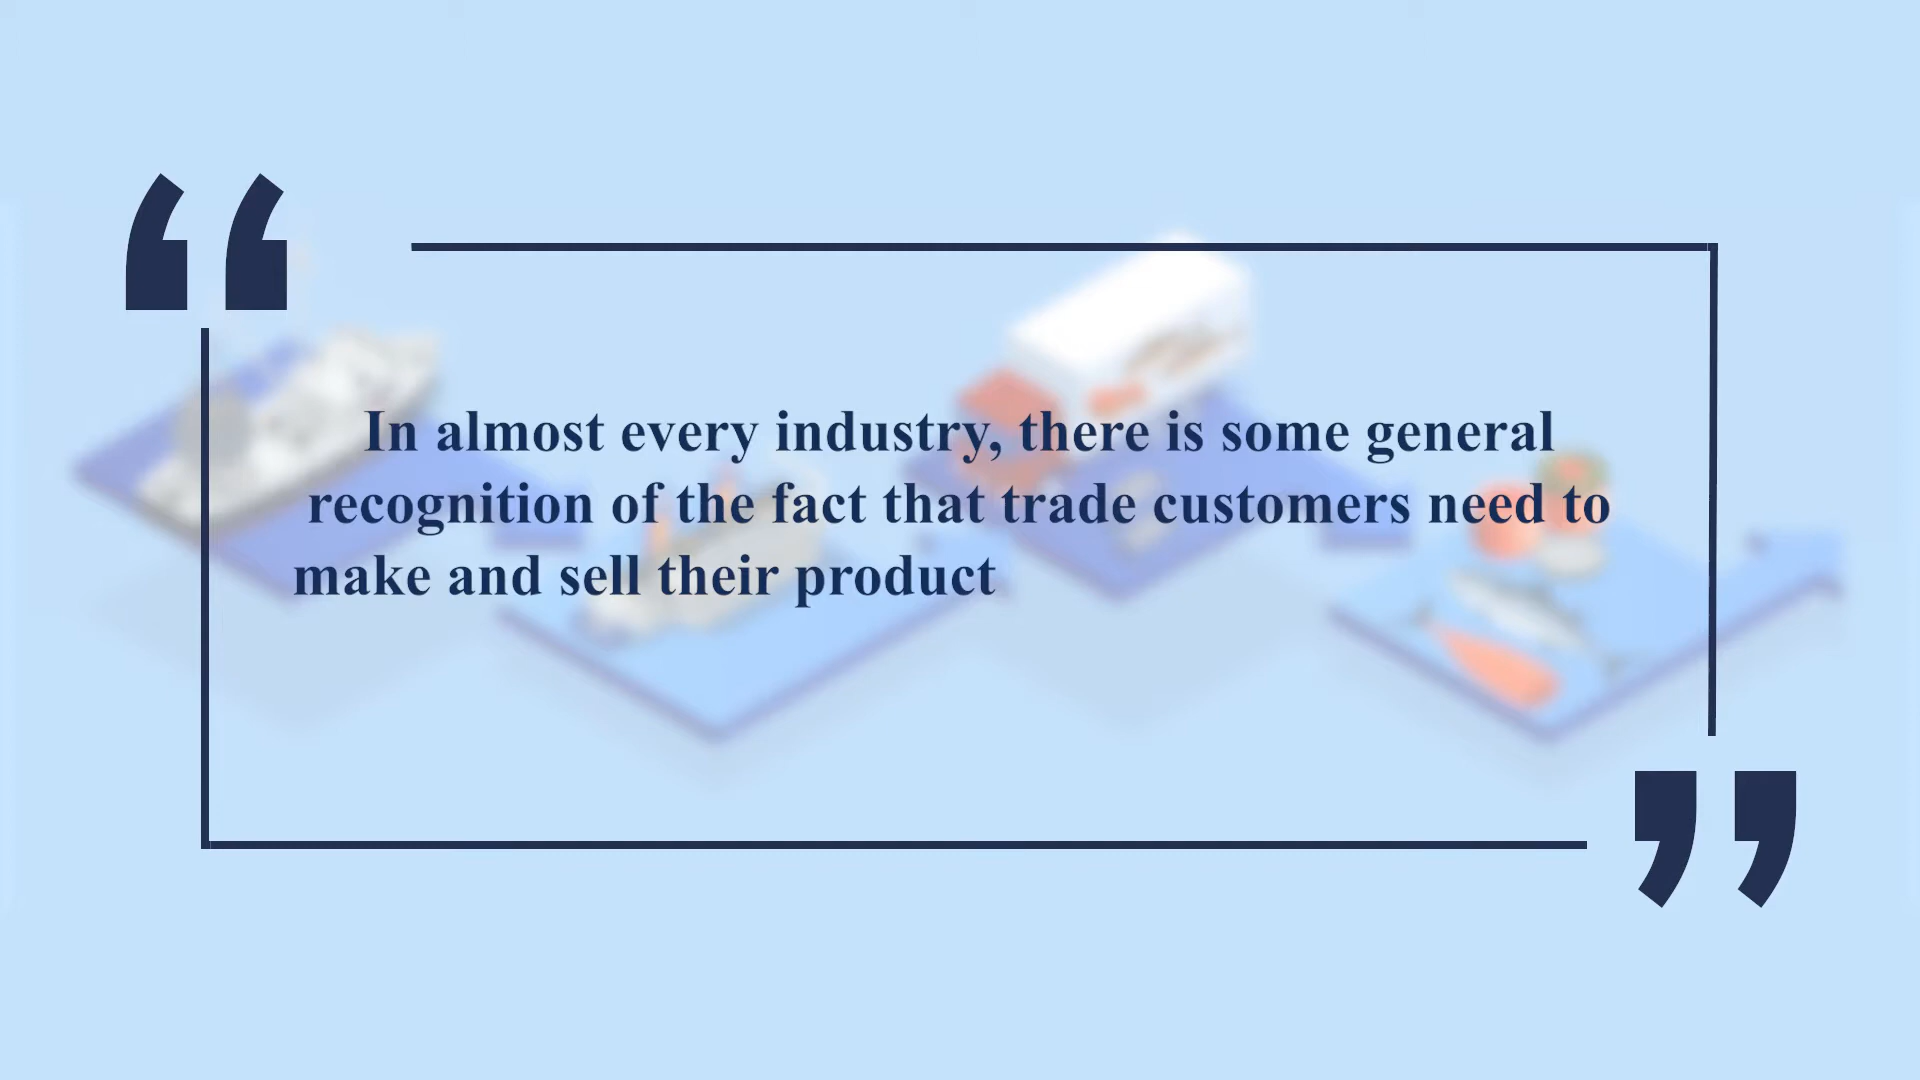 In almost every industry, there is some general
recognition of the fact that trade customers need to
make and sell their product